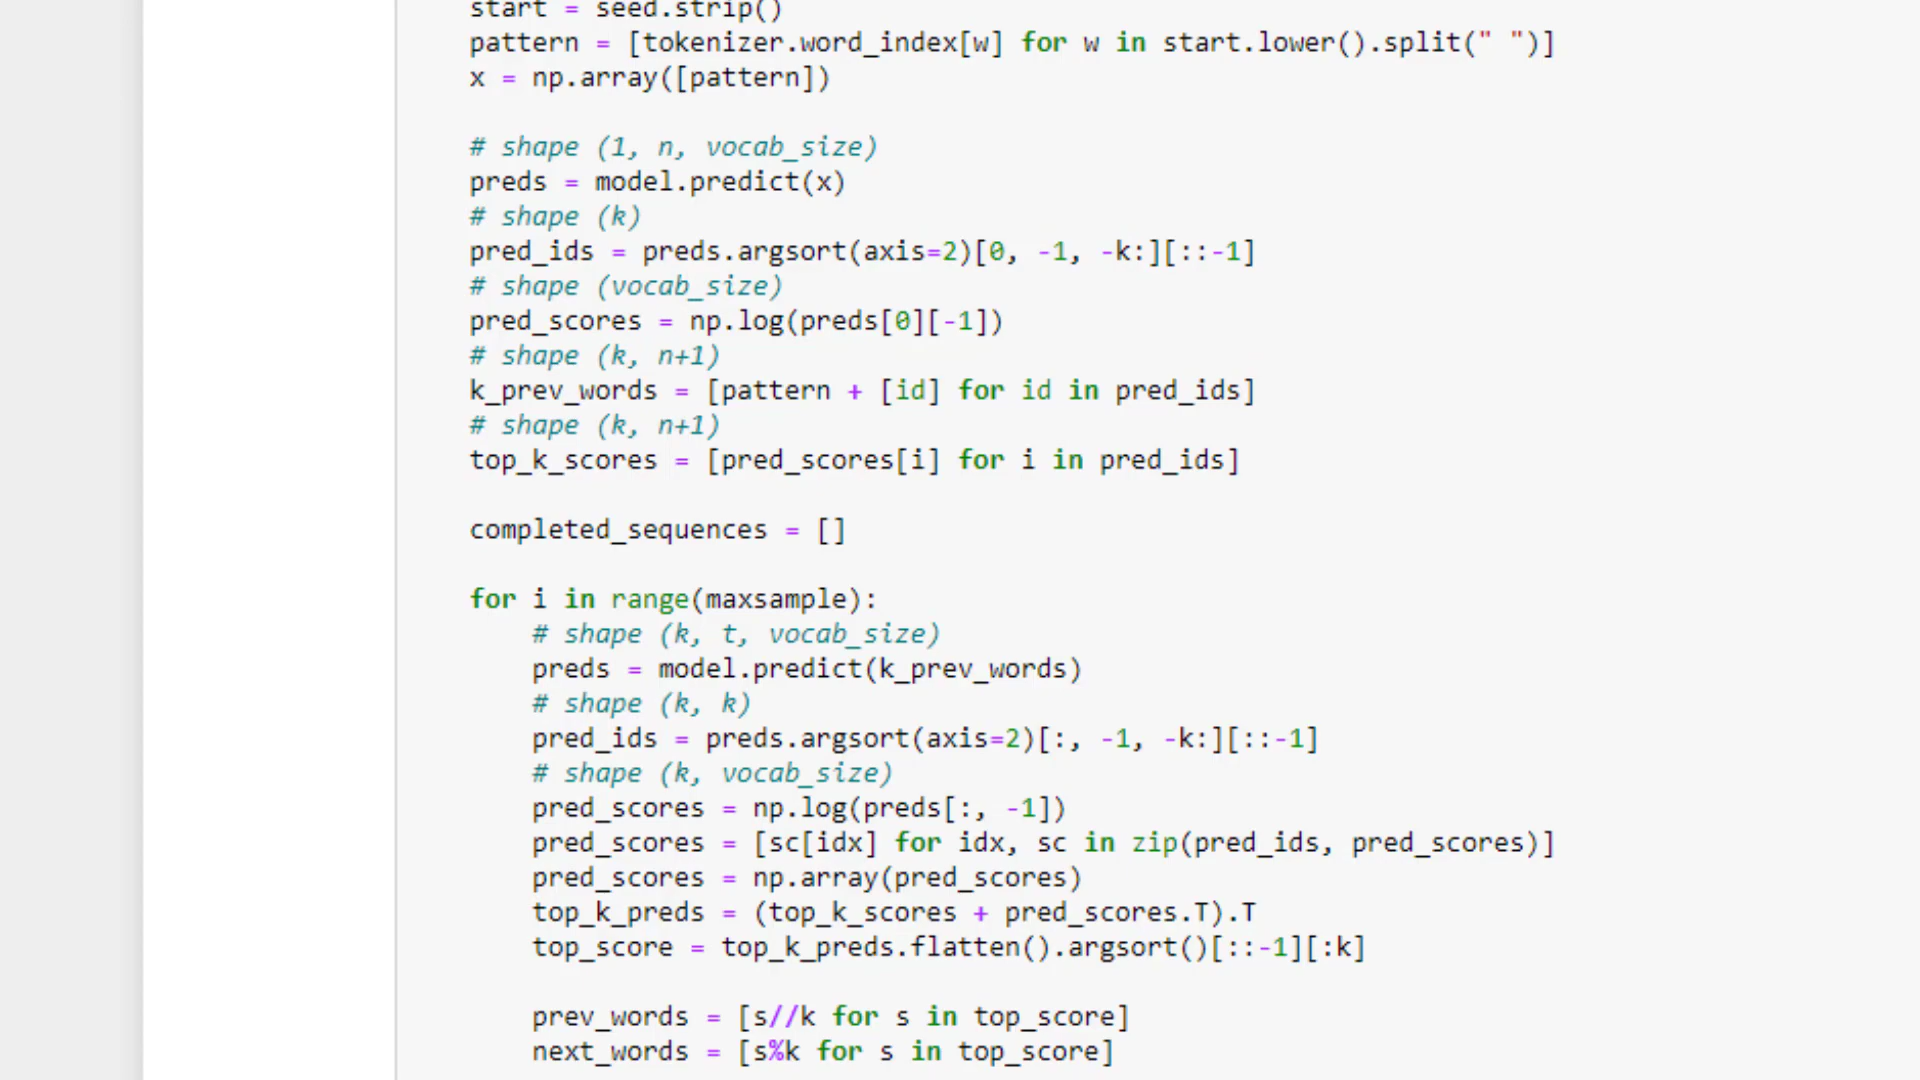 start = seed.strip()
pattern = [tokenizer.word_index[w] for w in start.lower().split(" ")]
x = np.array([pattern])
# shape (1, n, vocab_size)
preds = model.predict(x)
# shape (k)
pred_ids = preds.argsort(axis=2)[0, -1, -k:][::-1]
# shape (vocab_size)
pred_scores = np.log(preds[0][-1])
# shape (k, n+1)
k_prev_words = [pattern + [id] for id in pred_ids]
# shape (k, n+1)
top_k_scores = [pred_scores[i] for i in pred_ids]
completed_sequences = []
for i in range(maxsample):
    # shape (k, t, vocab_size)
    preds = model.predict(k_prev_words)
    # shape (k, k)
    pred_ids = preds.argsort(axis=2)[:, -1, -k:][::-1]
    # shape (k, vocab_size)
    pred_scores = np.log(preds[:, -1])
    pred_scores = [sc[idx] for idx, sc in zip(pred_ids, pred_scores)]
    pred_scores = np.array(pred_scores)
    top_k_preds = (top_k_scores + pred_scores.T).T
    top_score = top_k_preds.flatten().argsort()[::-1][:k]
    prev_words = [s//k for s in top_score]
    next_words = [s%k for s in top_score]